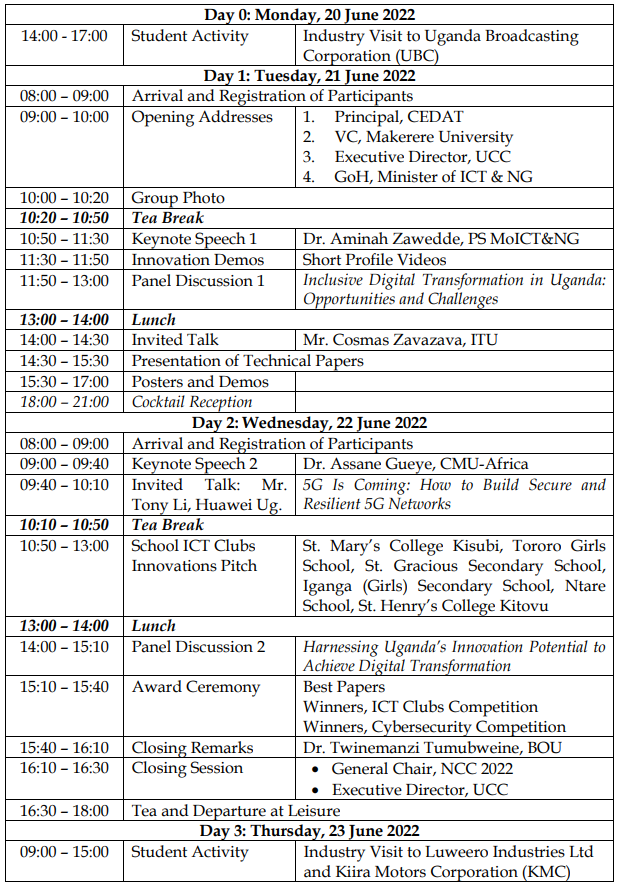 Day 0: Monday, 20 June 2022
14:00 - 17:00 Student Activity Industry Visit to Uganda Broadcasting
Corporation (UBC)
Day 1: Tuesday, 21 June 2022
08:00 – 09:00 Arrival and Registration of Participants
09:00 – 10:00 Opening Addresses 1. Principal, CEDAT
2. VC, Makerere University
3. Executive Director, UCC
4. GoH, Minister of ICT & NG
10:00 – 10:20 Group Photo
10:20 – 10:50 Tea Break
10:50 – 11:30 Keynote Speech 1 Dr. Aminah Zawedde, PS MoICT&NG
11:30 – 11:50 Innovation Demos Short Profile Videos
11:50 – 13:00 Panel Discussion 1 Inclusive Digital Transformation in Uganda:
Opportunities and Challenges
13:00 – 14:00 Lunch
14:00 – 14:30 Invited Talk Mr. Cosmas Zavazava, ITU
14:30 – 15:30 Presentation of Technical Papers
15:30 – 17:00 Posters and Demos
18:00 – 21:00 Cocktail Reception
Day 2: Wednesday, 22 June 2022
08:00 – 09:00 Arrival and Registration of Participants
09:00 – 09:40 Keynote Speech 2 Dr. Assane Gueye, CMU-Africa
09:40 – 10:10 Invited Talk: Mr. 5G Is Coming: How to Build Secure and
Tony Li, Huawei Ug. Resilient 5G Networks
10:10 – 10:50 Tea Break
10:50 – 13:00 School ICT Clubs St. Mary's College Kisubi, Tororo Girls
Innovations Pitch School, St. Gracious Secondary School,
Iganga (Girls) Secondary School, Ntare
School, St. Henry's College Kitovu
13:00 – 14:00 Lunch
14:00 – 15:10 Panel Discussion 2 Harnessing Uganda's Innovation Potential to
Achieve Digital Transformation
15:10 – 15:40 Award Ceremony Best Papers
Winners, ICT Clubs Competition
Winners, Cybersecurity Competition
15:40 – 16:10 Closing Remarks Dr. Twinemanzi Tumubweine, BOU
16:10 – 16:30 Closing Session • General Chair, NCC 2022
• Executive Director, UCC
16:30 – 18:00 Tea and Departure at Leisure
Day 3: Thursday, 23 June 2022
09:00 – 15:00 Student Activity Industry Visit to Luweero Industries Ltd
and Kiira Motors Corporation (KMC)